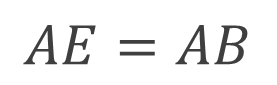 AE = AB